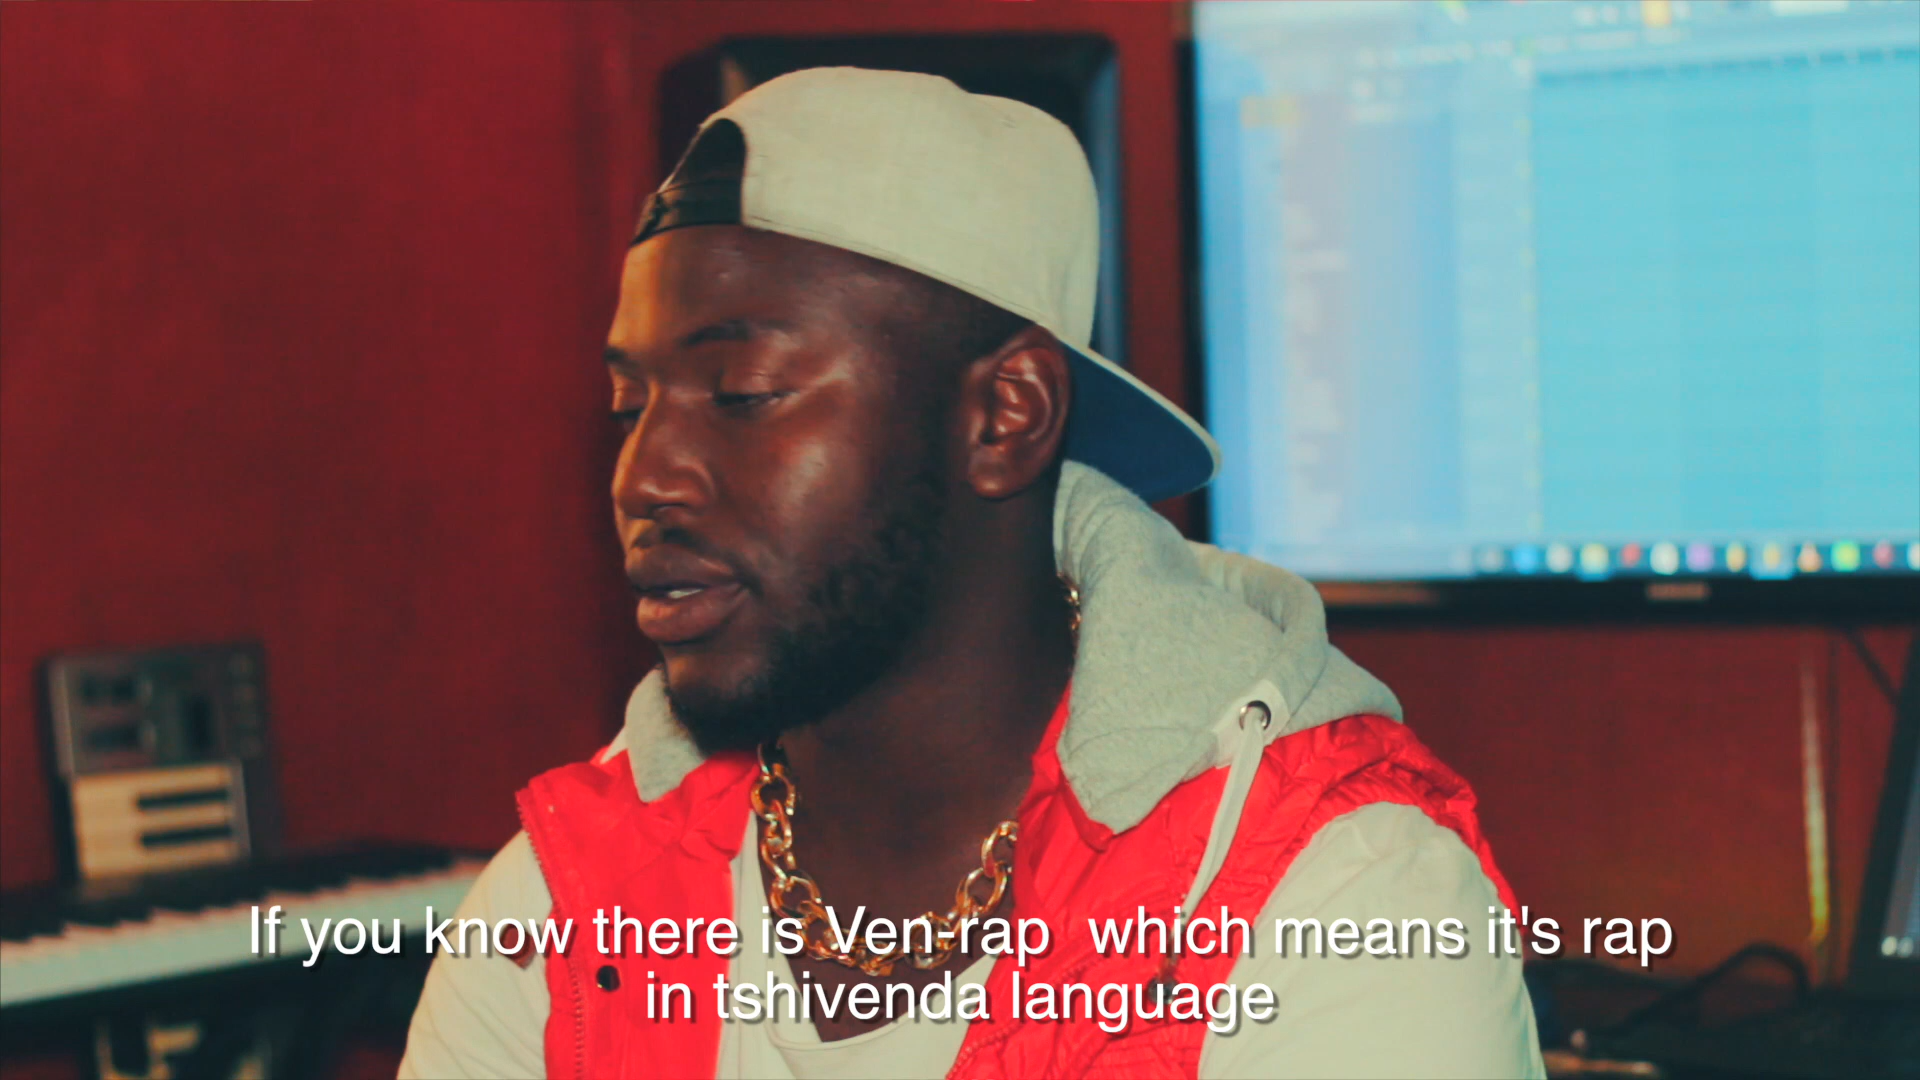 If you know there is Ven-rap  which means it's rap
in tshivenda language